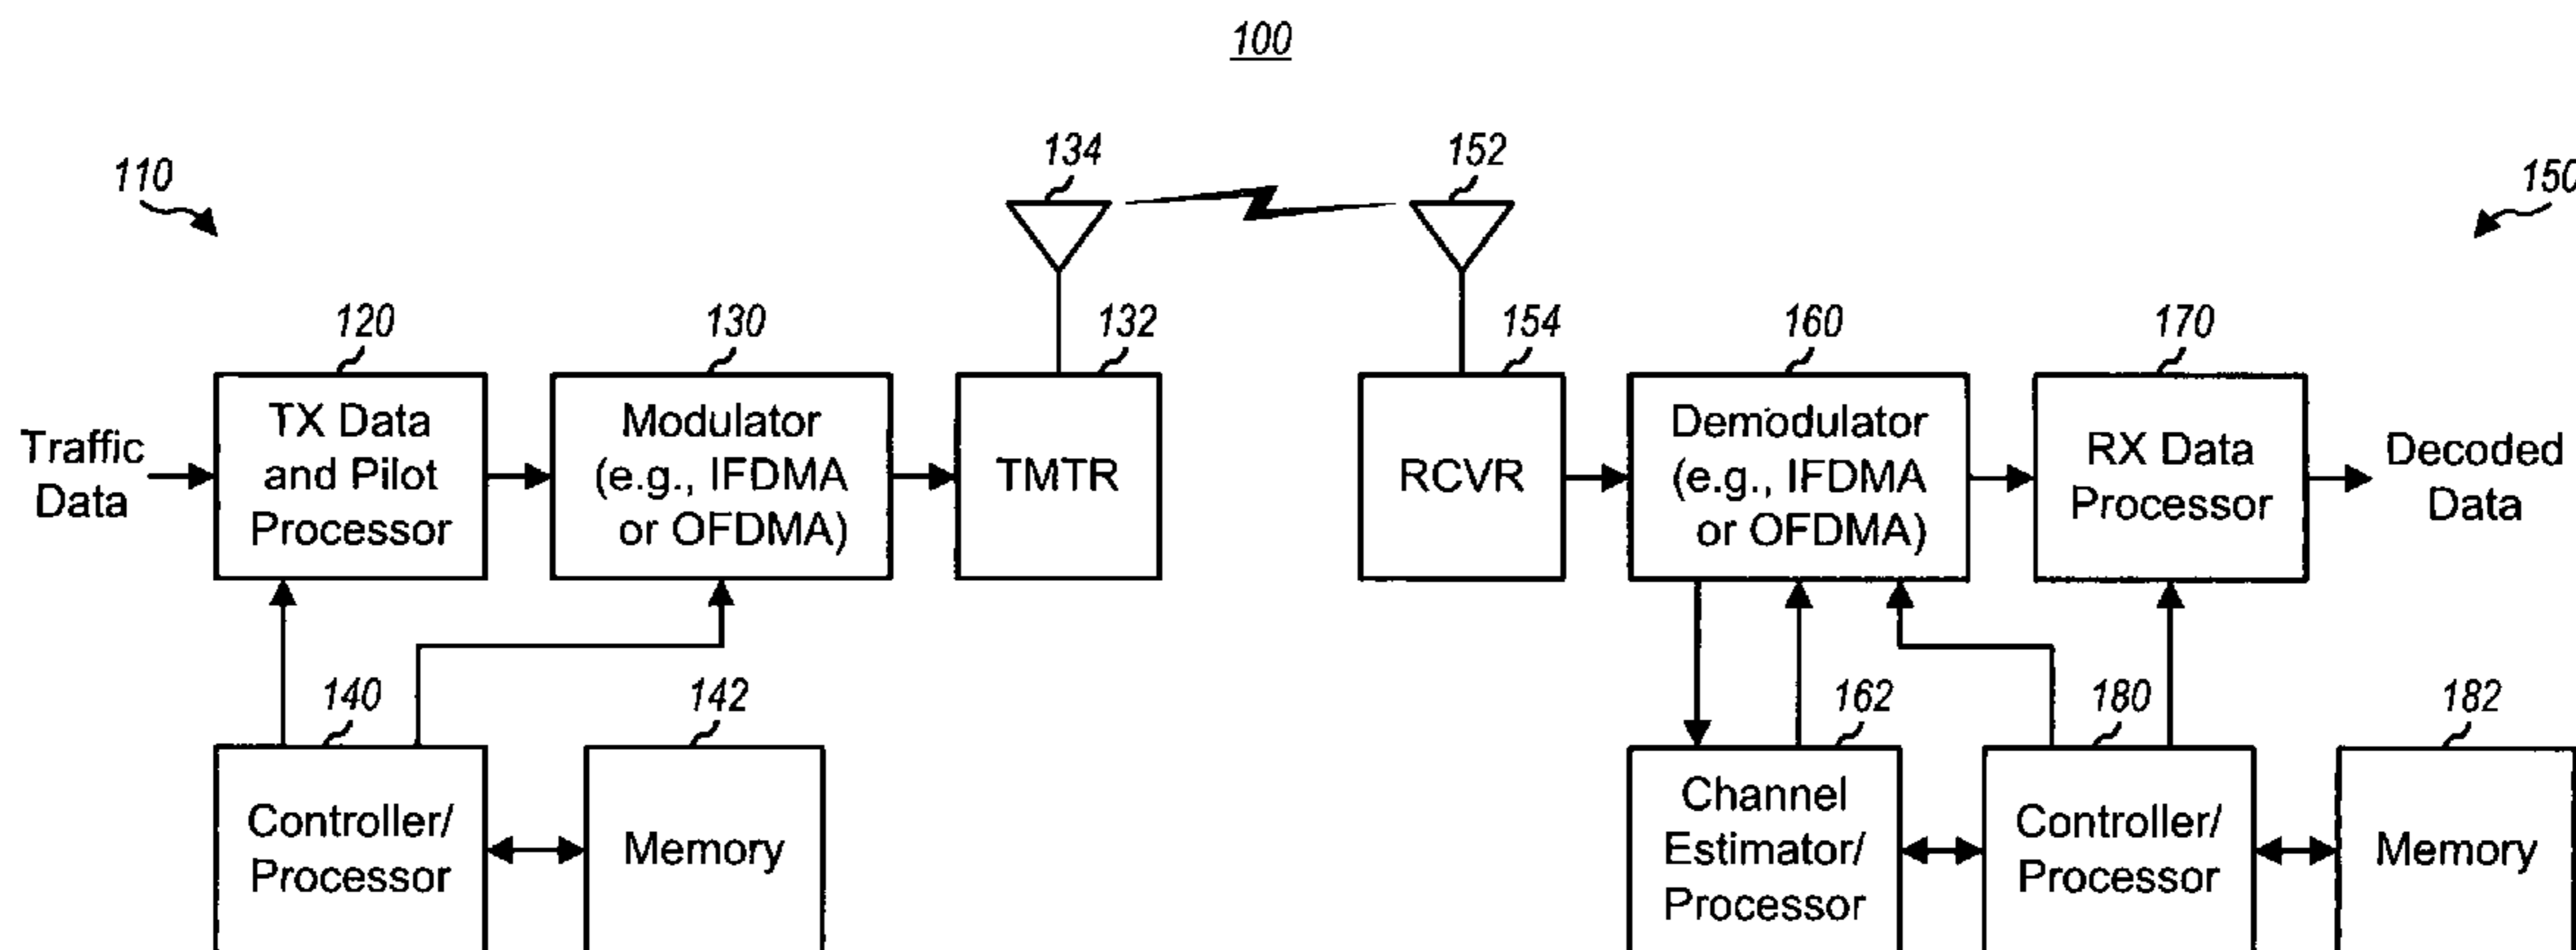 100
110
134
152
150
120
130
132
154
160
170
Traffic
Data
TX Data
and Pilot
Processor
Modulator
(e.g., IFDMA
or OFDMA)
TMTR
RCVR
Demodulator
(e.g., IFDMA
or OFDMA)
RX Data
Processor
Decoded
Data
140
142
162
180
182
Controller/
Processor
Memory
Channel
Estimator/
Processor
Controller/
Processor
Memory